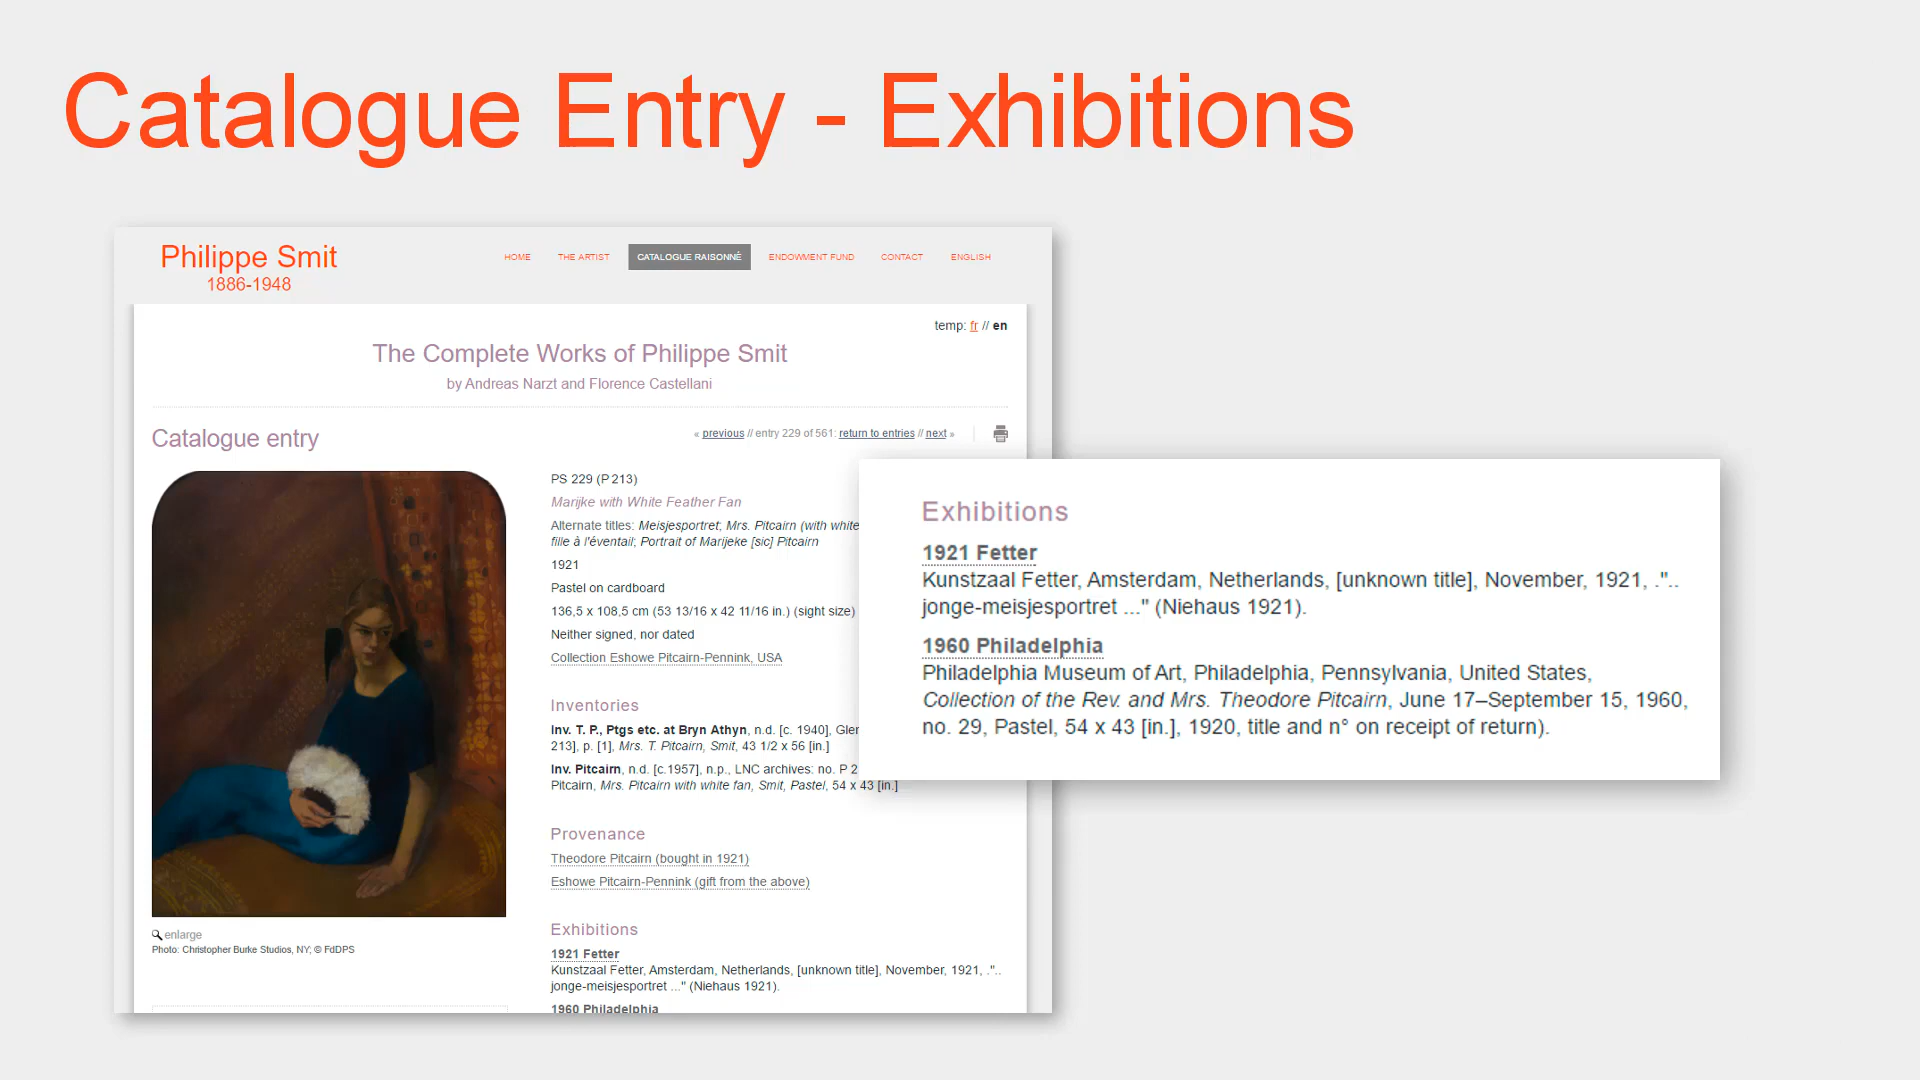 Catalogue Entry - Exhibitions
Philippe Smit
1886-1948
HOME THE ARTIST CATALOGUE RAISONNÉ ENDOWMENT FUND CONTACT ENGLISH
temp: fr // en
The Complete Works of Philippe Smit
by Andreas Narzt and Florence Castellani
Catalogue entry
« previous // entry 229 of 561: return to entries // next »
PS 229 (P 213)
Marijke with White Feather Fan
Alternate titles: Meisjesportret; Mrs. Pitcairn (with white
fille à l'éventail; Portrait of Marijeke [sic] Pitcairn
1921
Pastel on cardboard
136,5 x 108,5 cm (53 13/16 x 42 11/16 in.) (sight size)
Neither signed, nor dated
Collection Eshowe Pitcairn-Pennink, USA
Inventories
Inv. T. P., Ptgs etc. at Bryn Athyn, n.d. [c. 1940], Gler
213], p. [1], Mrs. T. Pitcairn, Smit, 43 1/2 x 56 [in.]
Inv. Pitcairn, n.d. [c.1957], n.p., LNC archives: no. P 2
Pitcairn, Mrs. Pitcairn with white fan, Smit, Pastel, 54 x 43 [in.]
Provenance
Theodore Pitcairn (bought in 1921)
Eshowe Pitcairn-Pennink (gift from the above)
Exhibitions
1921 Fetter
Kunstzaal Fetter, Amsterdam, Netherlands, [unknown title], November, 1921, ."..
jonge-meisjesportret ..." (Niehaus 1921).
1960 Philadelphia
enlarge
Photo: Christopher Burke Studios, NY; © FdDPS
Exhibitions
1921 Fetter
Kunstzaal Fetter, Amsterdam, Netherlands, [unknown title], November, 1921, ."..
jonge-meisjesportret ..." (Niehaus 1921).
1960 Philadelphia
Philadelphia Museum of Art, Philadelphia, Pennsylvania, United States,
Collection of the Rev. and Mrs. Theodore Pitcairn, June 17–September 15, 1960,
no. 29, Pastel, 54 x 43 [in.], 1920, title and n° on receipt of return).